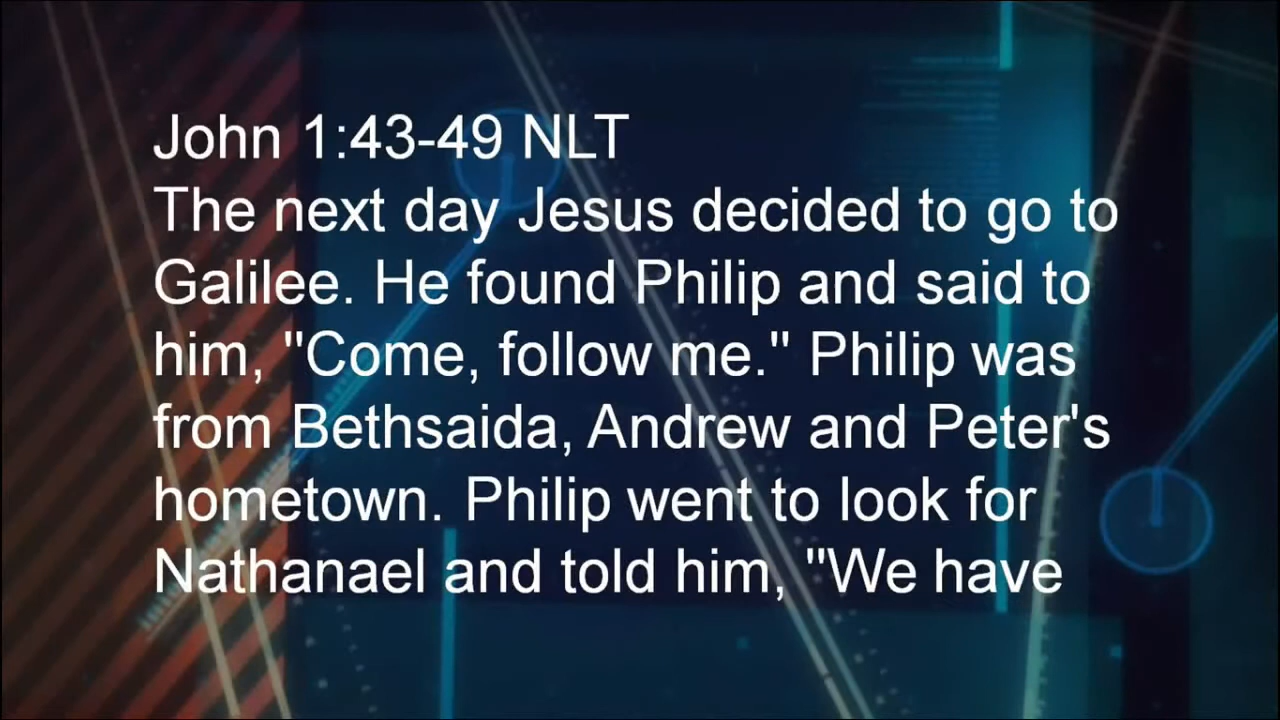 John 1:43-49 NLT
The next day Jesus decided to go to
Galilee. He found Philip and said to
him, "Come, follow me." Philip was
from Bethsaida, Andrew and Peter's
hometown. Philip went to look for
Nathanael and told him, "We have